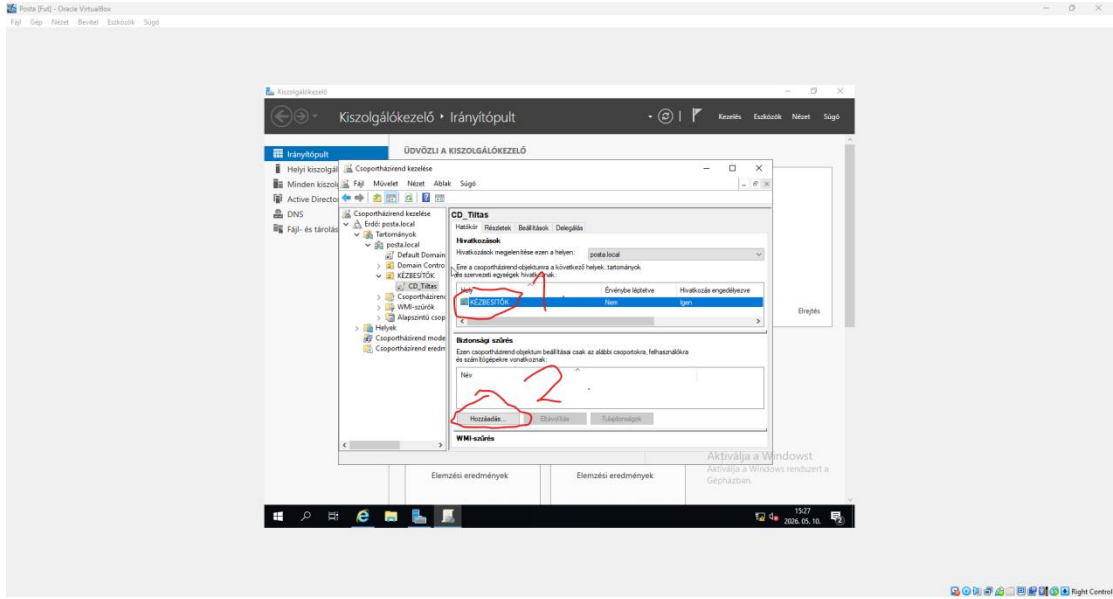 Posta [Fut] - Oracle VirtualBox
Fájl Gép Nézet Bevitel Eszközök Súgó
Kiszolgálókezelő
Kiszolgálókezelő • Irányítópult
Kezelés Eszközök Nézet Súgó
Irányítópult
Helyi kiszolgál
Minden kiszolg
Active Director
DNS
Fájl- és tárolás
ÜDVÖZLI A KISZOLGÁLÓKEZELŐ
Csoportházirend kezelése
Fájl Művelet Nézet Ablak Súgó
Csoportházirend kezelése
Erdő: posta.local
Tartományok
posta.local
Default Domain
Domain Contro
KÉZBESÍTŐK
CD_Tiltas
Csoportháziren
WMI-szűrők
Alapszintű csop
Helyek
Csoportházirend mode
Csoportházirend eredm
CD_Tiltas
Hatókör Részletek Beállítások Delegálás
Hivatkozások
Hivatkozások megjelenítése ezen a helyen: posta.local
Erre a csoportházirend-objektumra a következő helyek, tartományok
és szervezeti egységek hivatkoznak:
Hely Érvénybe léptetve Hivatkozás engedélyezve
KÉZBESÍTŐK Nem Igen
1
Biztonsági szűrés
Ezen csoportházirend-objektum beállításai csak az alábbi csoportokra, felhasználókra
és számítógépekre vonatkoznak:
Név
2
Hozzáadás... Eltávolítás Tulajdonságok
WMI-szűrés
Elrejtés
Elemzési eredmények Elemzési eredmények
Aktiválja a Windowst
Aktiválja a Windows rendszert a
Gépházban.
15:27
2026. 05. 10.
2
Right Control